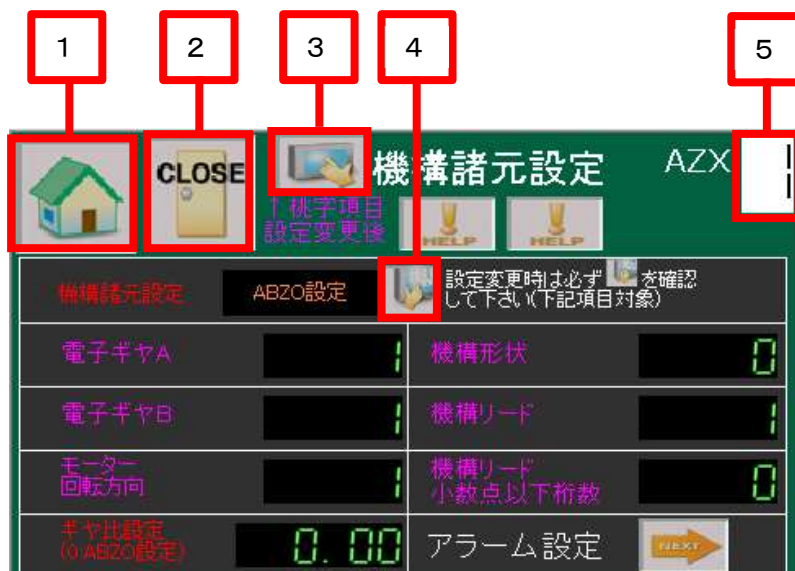 1 2 3 4 5
CLOSE 機構諸元設定 AZX
↑桃字項目
設定変更後 HELP HELP
機構諸元設定 ABZO設定 設定変更時は必ず を確認
して下さい(下記項目対象)
電子ギヤA 1 機構形状 0
電子ギヤB 1 機構リード 1
モーター
回転方向 1 機構リード
小数点以下桁数 0
ギヤ比設定
(0:ABZO設定) 0.00 アラーム設定 NEXT